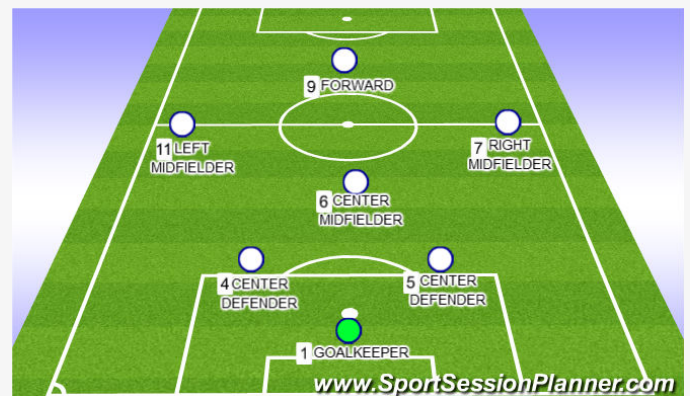 9 FORWARD
11 LEFT
MIDFIELDER
7 RIGHT
MIDFIELDER
6 CENTER
MIDFIELDER
4 CENTER
DEFENDER
5 CENTER
DEFENDER
1 GOALKEEPER
www.SportSessionPlanner.com